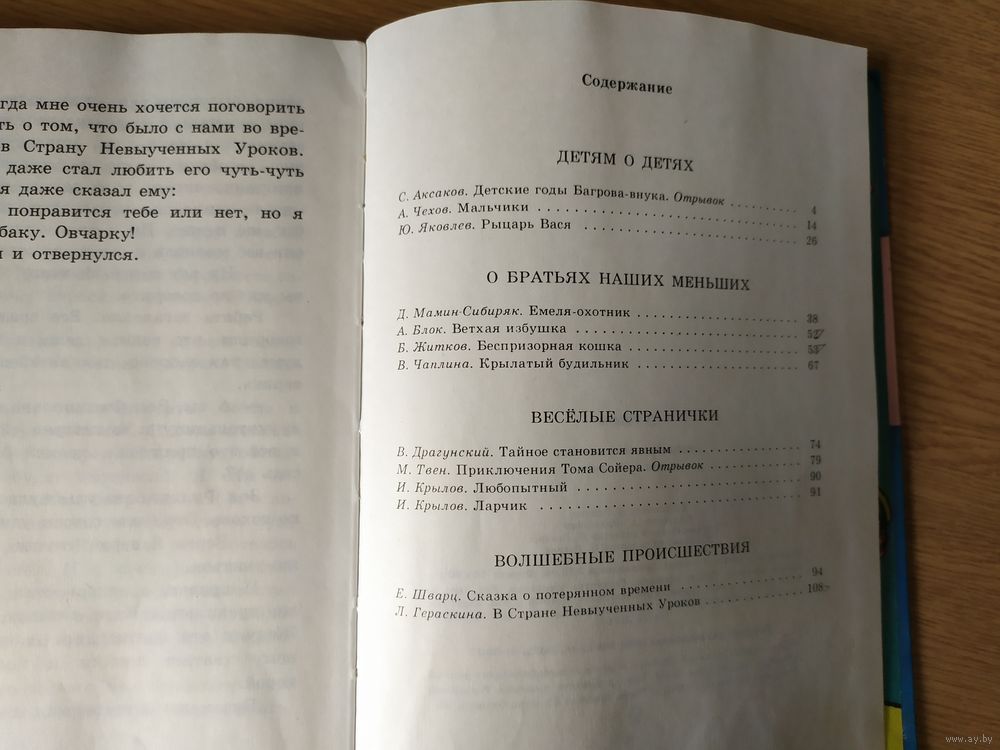 гда мне очень хочется поговорить
ть о том, что было с нами во вре-
в Страну Невыученных Уроков.
даже стал любить его чуть-чуть
я даже сказал ему:
понравится тебе или нет, но я
баку. Овчарку!
и отвернулся.
Содержание
ДЕТЯМ О ДЕТЯХ
С. Аксаков. Детские годы Багрова-внука. Отрывок . . . . . . . . 4
А. Чехов. Мальчики . . . . . . . . . . . . . . . . . . . . . . . . . . 14
Ю. Яковлев. Рыцарь Вася . . . . . . . . . . . . . . . . . . . . . . 26
О БРАТЬЯХ НАШИХ МЕНЬШИХ
Д. Мамин-Сибиряк. Емеля-охотник . . . . . . . . . . . . . . . . 38
А. Блок. Ветхая избушка . . . . . . . . . . . . . . . . . . . . . . 52
Б. Житков. Беспризорная кошка . . . . . . . . . . . . . . . . . 53
В. Чаплина. Крылатый будильник . . . . . . . . . . . . . . . . 67
ВЕСЁЛЫЕ СТРАНИЧКИ
В. Драгунский. Тайное становится явным . . . . . . . . . . . . 74
М. Твен. Приключения Тома Сойера. Отрывок . . . . . . . . . 79
И. Крылов. Любопытный . . . . . . . . . . . . . . . . . . . . . . 90
И. Крылов. Ларчик . . . . . . . . . . . . . . . . . . . . . . . . . . 91
ВОЛШЕБНЫЕ ПРОИСШЕСТВИЯ
Е. Шварц. Сказка о потерянном времени . . . . . . . . . . . . 94
Л. Гераскина. В Стране Невыученных Уроков . . . . . . . . . . 108
www.ay.by